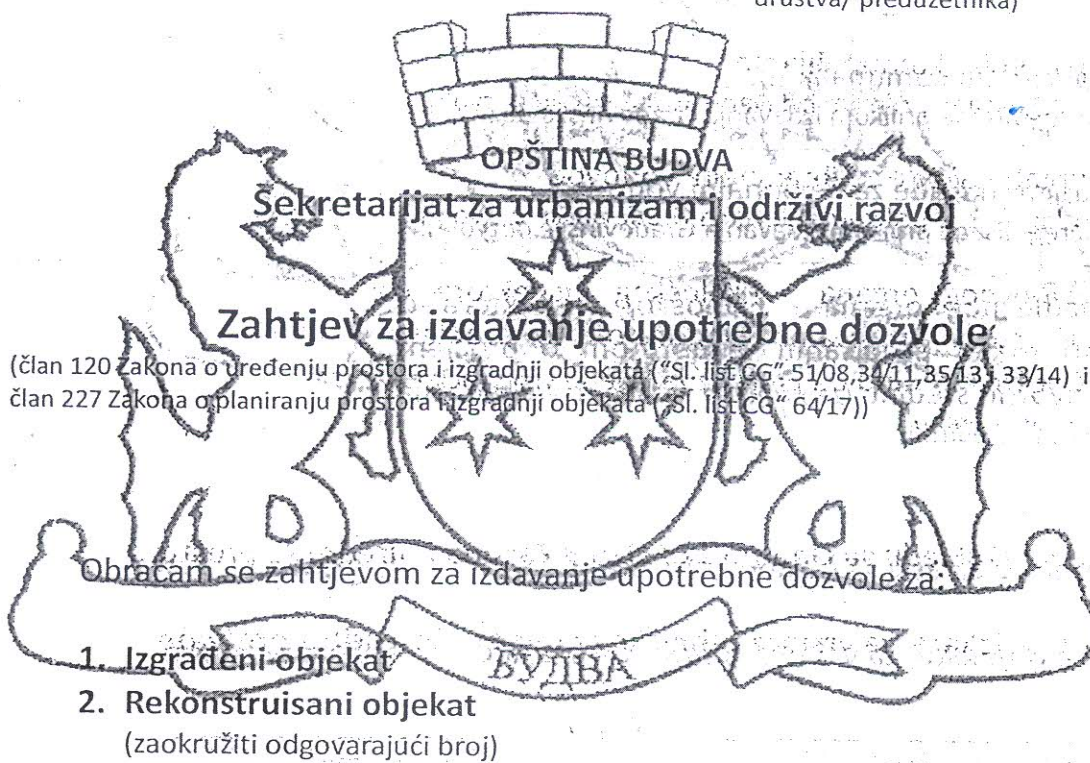 društva/ preduzetnika)
OPŠTINA BUDVA
Sekretarijat za urbanizam i održivi razvoj
Zahtjev za izdavanje upotrebne dozvole
(član 120 Zakona o uređenju prostora i izgradnji objekata (“Sl. list CG“ 51/08,34/11,35/13 i 33/14) i
član 227 Zakona o planiranju prostora i izgradnji objekata („Sl. list CG“ 64/17))
Obraćam se zahtjevom za izdavanje upotrebne dozvole za:
1. Izgrađeni objekat
БУДВА
2. Rekonstruisani objekat
(zaokružiti odgovarajući broj)